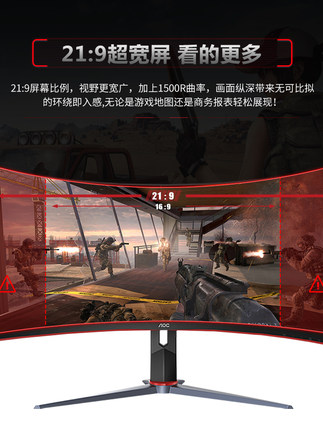 21:9超宽屏 看的更多
21:9屏幕比例，视野更宽广，加上1500R曲率，画面纵深带来无可比拟
的环绕即入感,无论是游戏地图还是商务报表轻松展现！
21:9
16:9
AOC